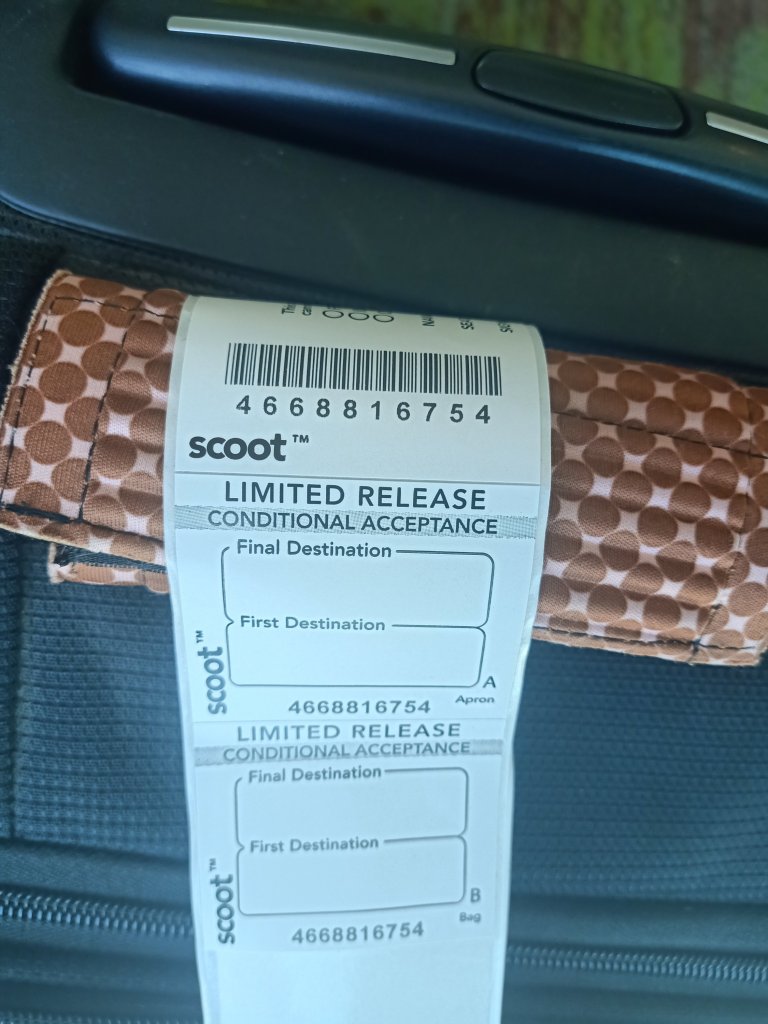 4668816754
scoot™
LIMITED RELEASE
CONDITIONAL ACCEPTANCE
Final Destination
First Destination
scoot™
A
Apron
4668816754
LIMITED RELEASE
CONDITIONAL ACCEPTANCE
Final Destination
First Destination
scoot™
B
Bag
4668816754